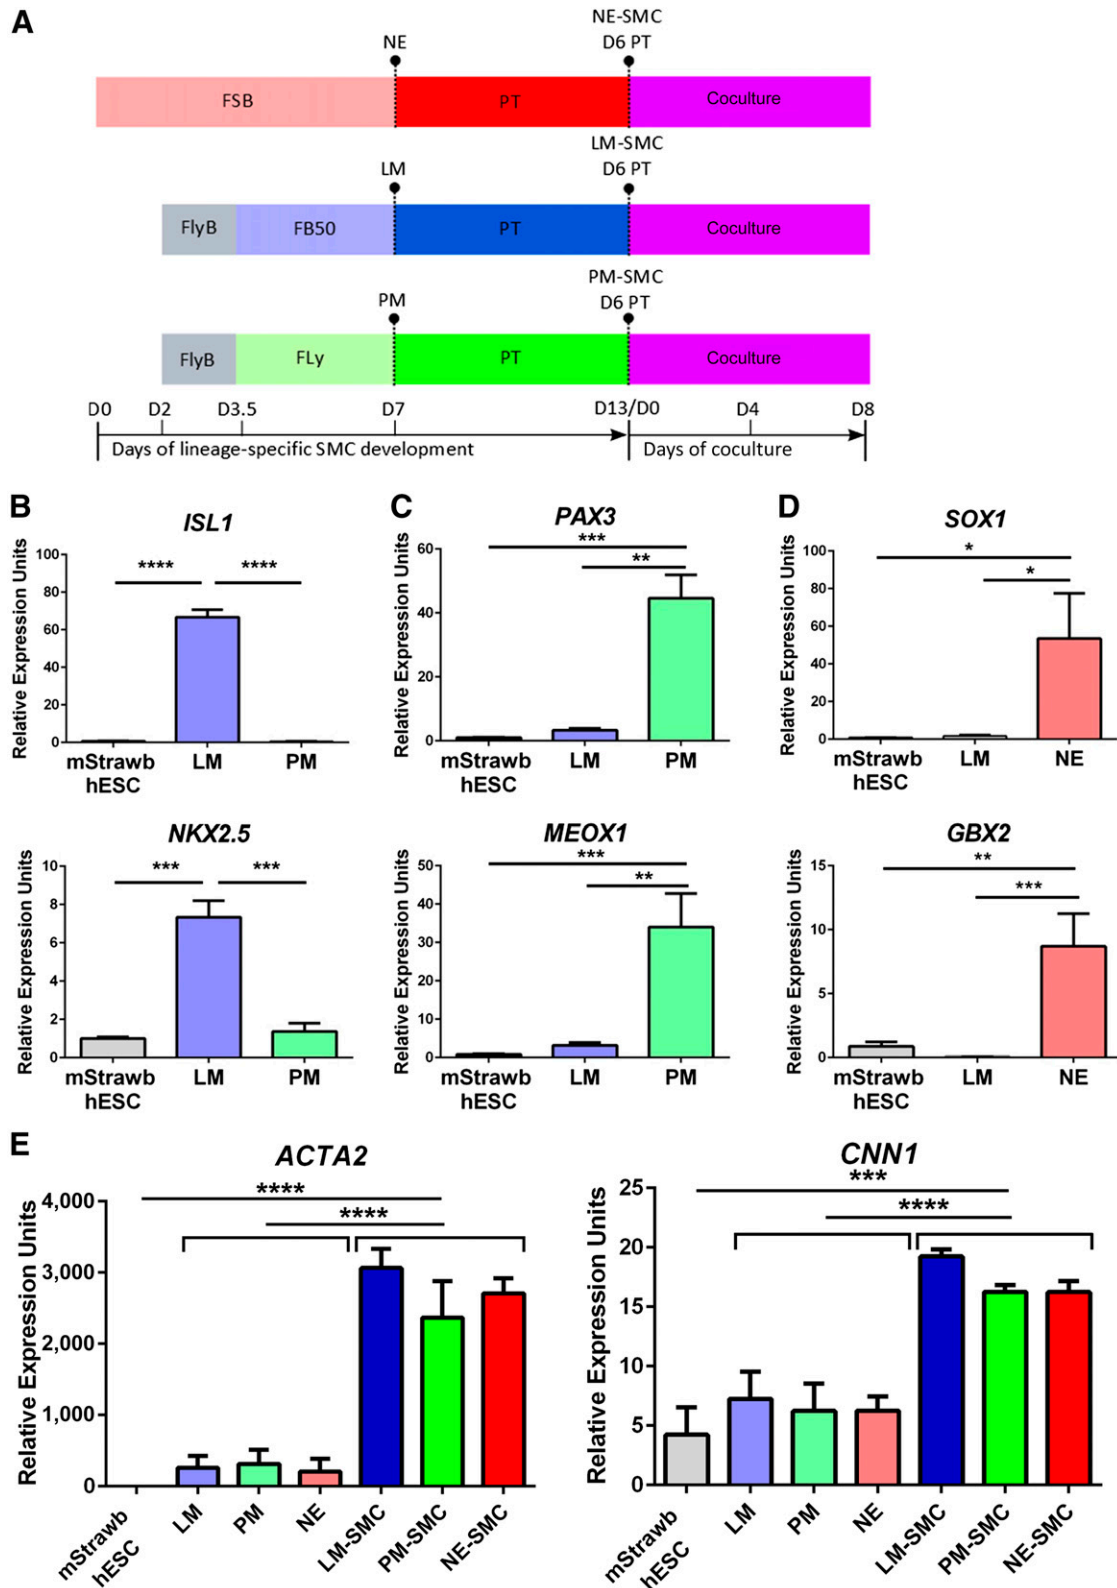 A
NE-SMC
NE D6 PT
FSB PT Coculture
LM-SMC
LM D6 PT
FlyB FB50 PT Coculture
PM-SMC
PM D6 PT
FlyB FLy PT Coculture
D0 D2 D3.5 D7 D13/D0 D4 D8
Days of lineage-specific SMC development Days of coculture
B
ISL1
Relative Expression Units
100
80
60
40
20
0
**** ****
mStrawb hESC LM PM
NKX2.5
Relative Expression Units
10
8
6
4
2
0
*** ***
mStrawb hESC LM PM
C
PAX3
Relative Expression Units
60
40
20
0
***
**
mStrawb hESC LM PM
MEOX1
Relative Expression Units
50
40
30
20
10
0
***
**
mStrawb hESC LM PM
D
SOX1
Relative Expression Units
100
80
60
40
20
0
*
*
mStrawb hESC LM NE
GBX2
Relative Expression Units
15
10
5
0
**
***
mStrawb hESC LM NE
E
ACTA2
Relative Expression Units
4,000
3,000
2,000
1,000
0
****
****
mStrawb hESC LM PM NE LM-SMC PM-SMC NE-SMC
CNN1
Relative Expression Units
25
20
15
10
5
0
***
****
mStrawb hESC LM PM NE LM-SMC PM-SMC NE-SMC